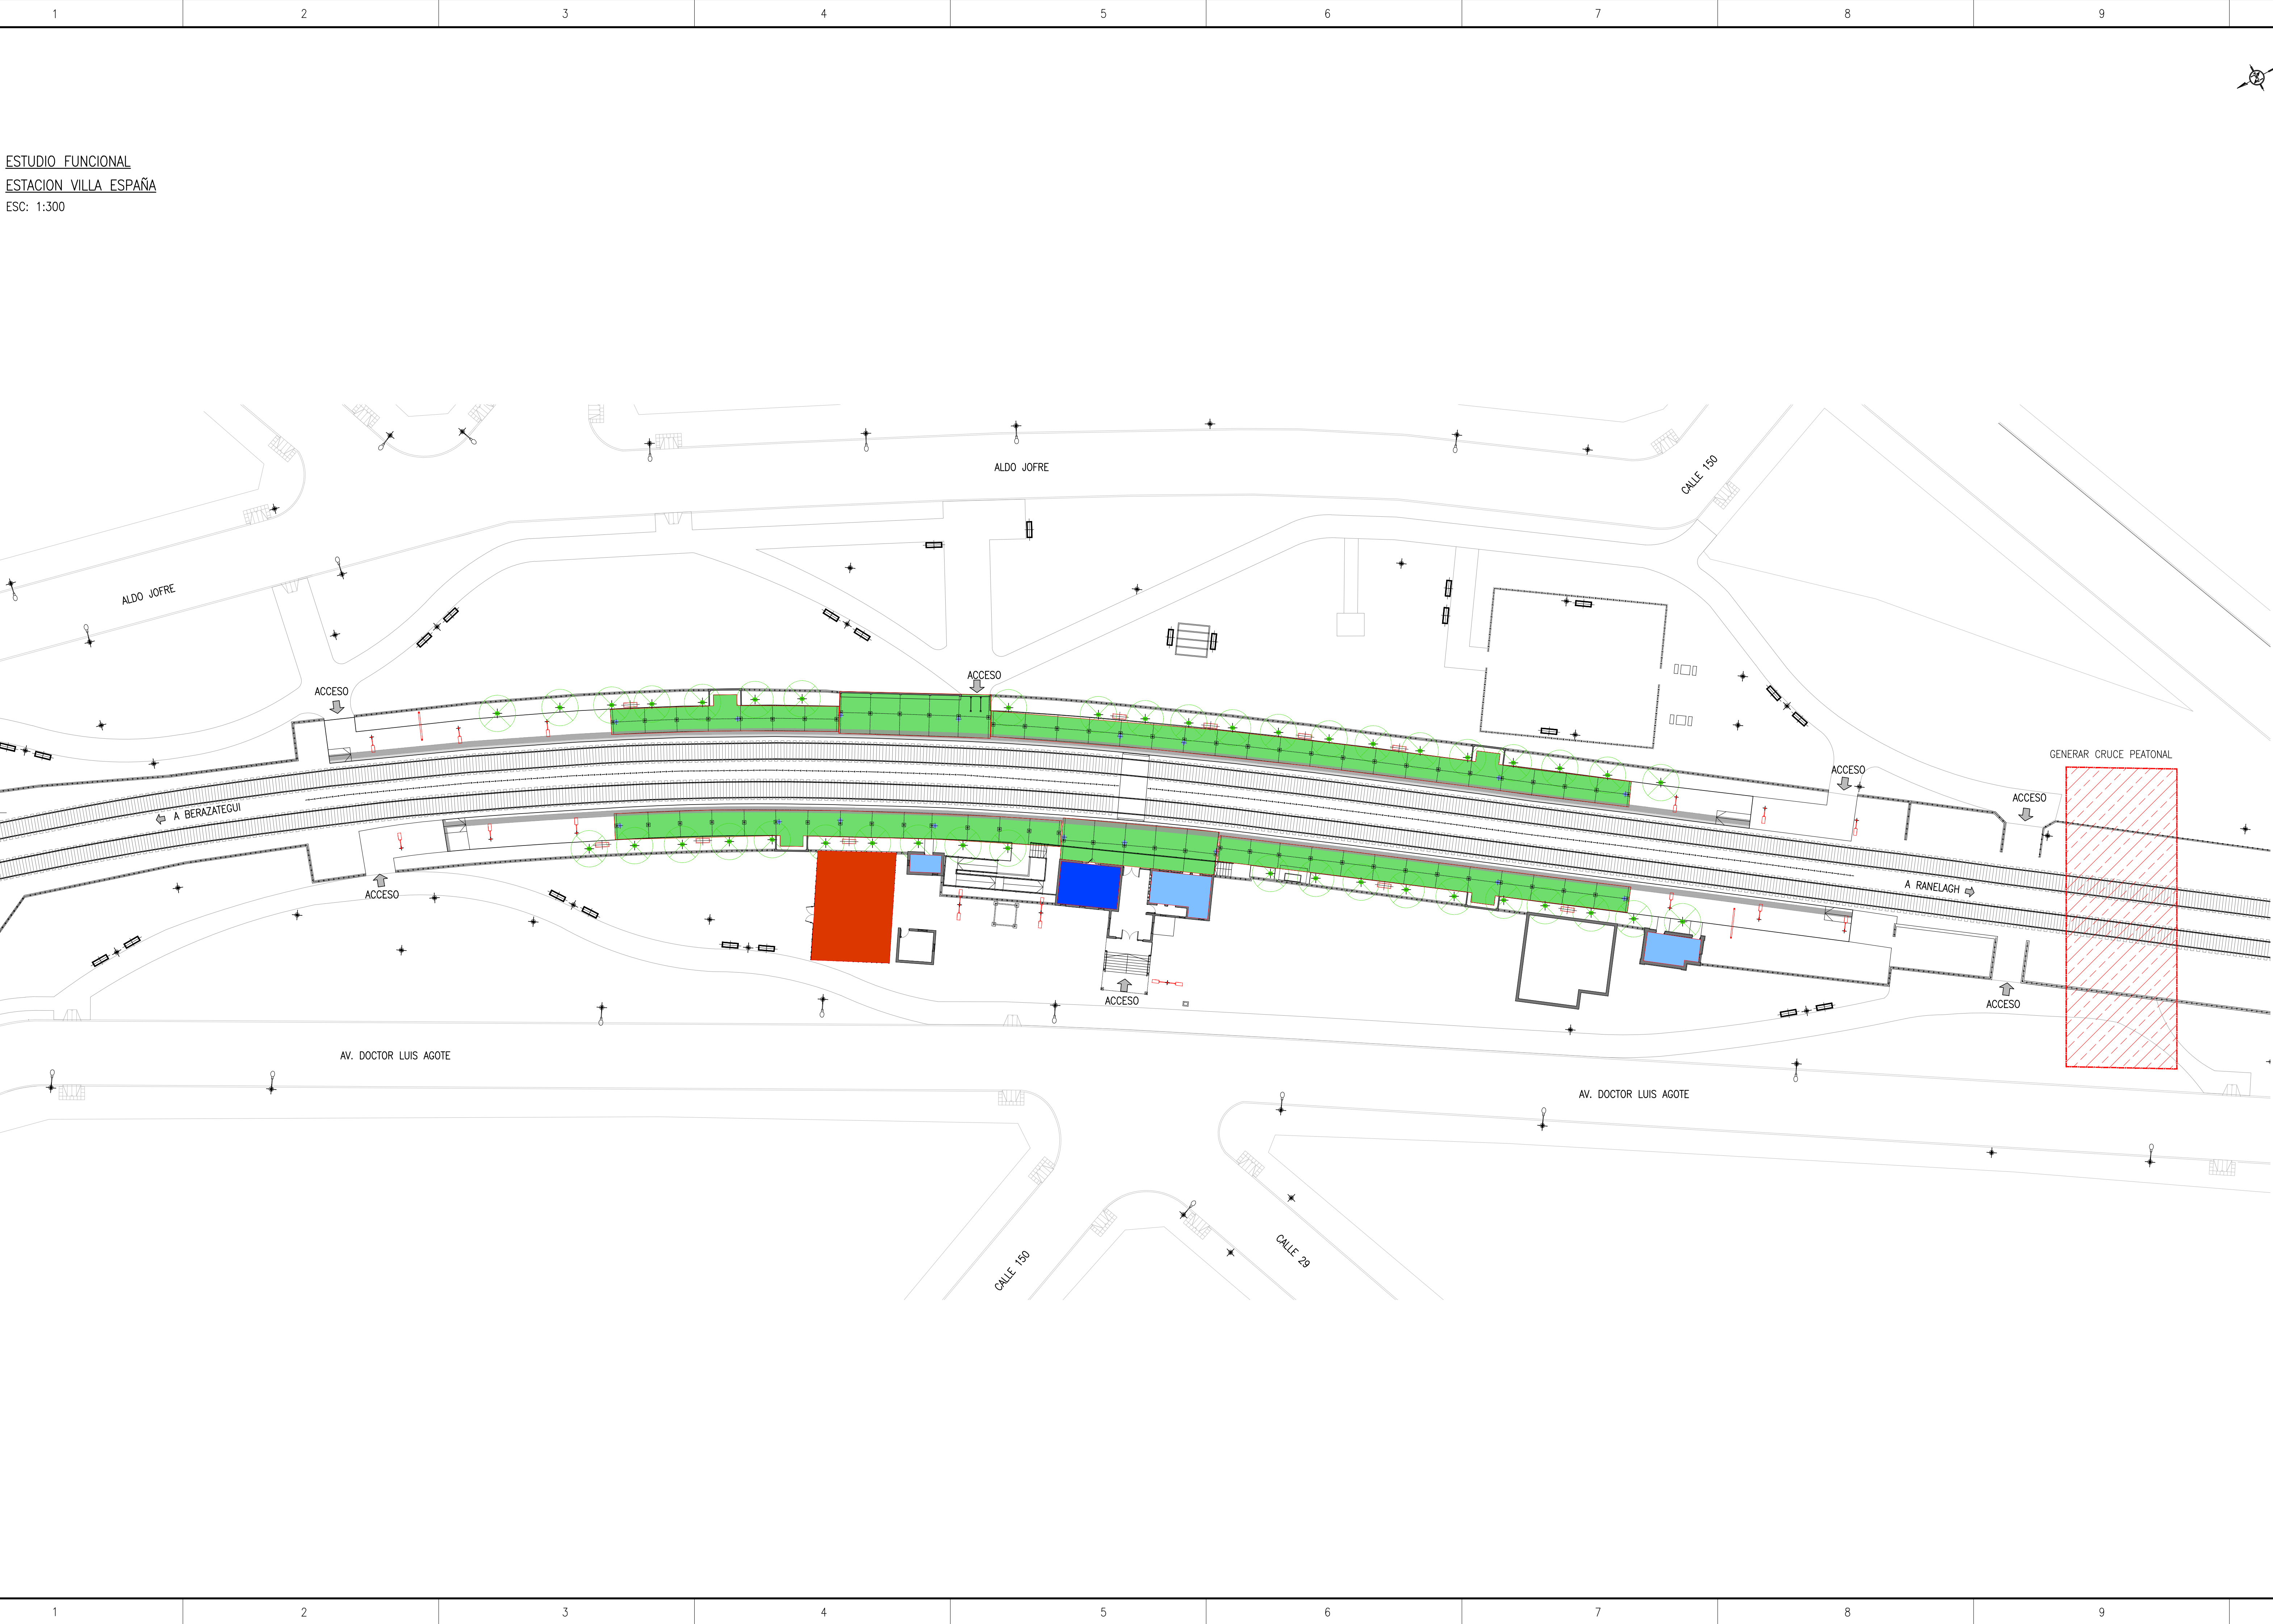 1 2 3 4 5 6 7 8 9
ESTUDIO FUNCIONAL
ESTACION VILLA ESPAÑA
ESC: 1:300
ALDO JOFRE
CALLE 150
ALDO JOFRE
ACCESO
ACCESO
GENERAR CRUCE PEATONAL
ACCESO
ACCESO
A BERAZATEGUI
A RANELAGH
ACCESO
ACCESO
ACCESO
AV. DOCTOR LUIS AGOTE
AV. DOCTOR LUIS AGOTE
CALLE 150
CALLE 29
1 2 3 4 5 6 7 8 9